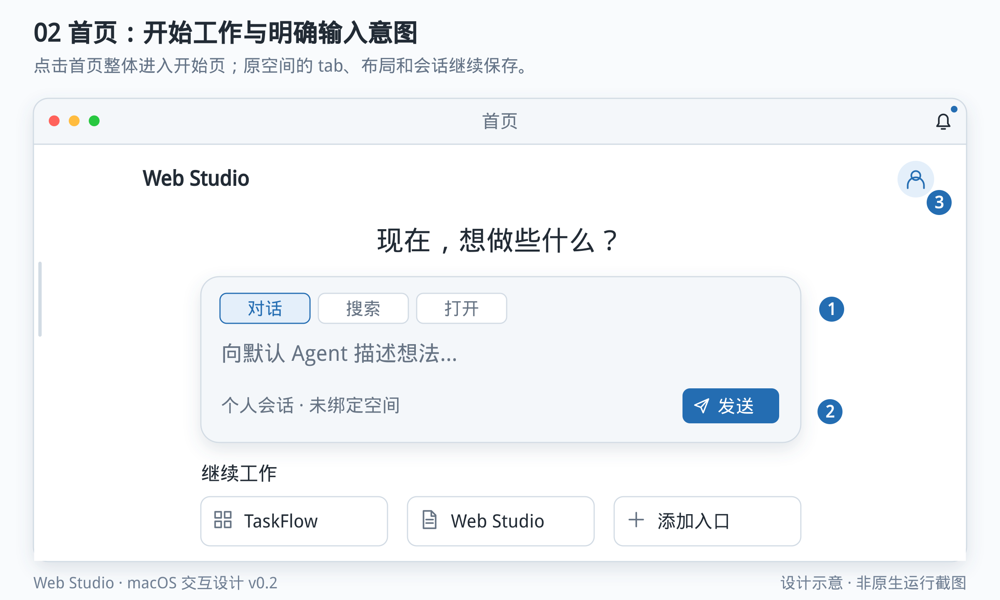 02 首页：开始工作与明确输入意图
点击首页整体进入开始页；原空间的 tab、布局和会话继续保存。
首页
Web Studio
3
现在，想做些什么？
对话 搜索 打开
1
向默认 Agent 描述想法...
个人会话 · 未绑定空间
发送
2
继续工作
TaskFlow
Web Studio
添加入口
Web Studio · macOS 交互设计 v0.2
设计示意 · 非原生运行截图